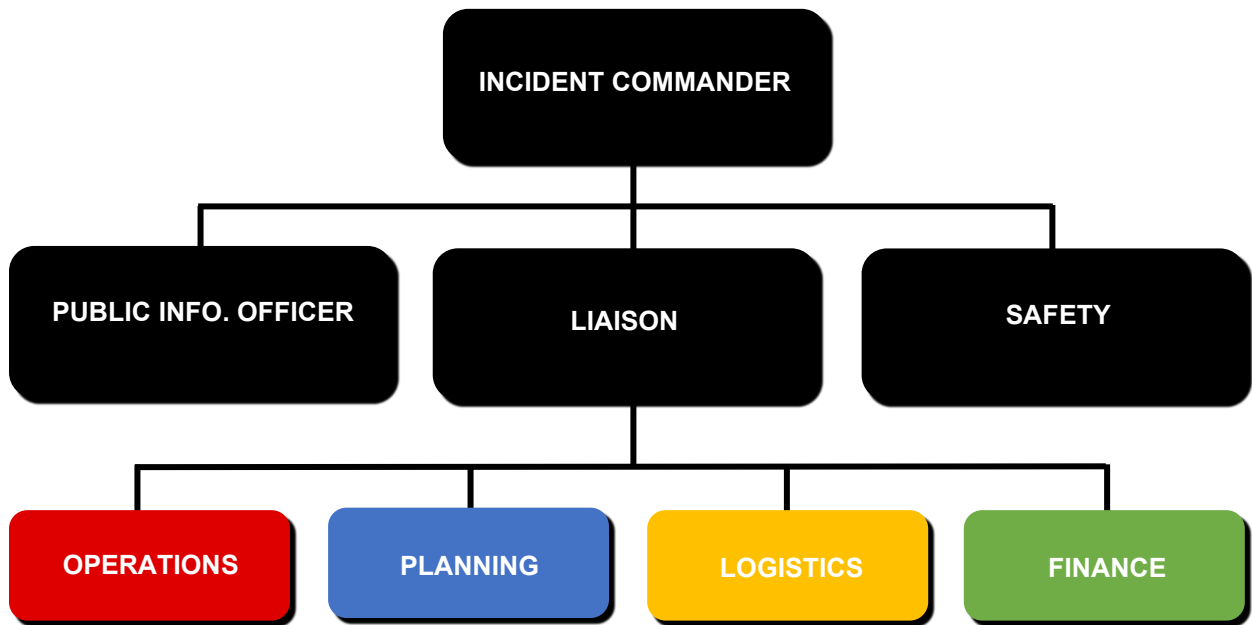 INCIDENT COMMANDER
PUBLIC INFO. OFFICER
LIAISON
SAFETY
OPERATIONS
PLANNING
LOGISTICS
FINANCE